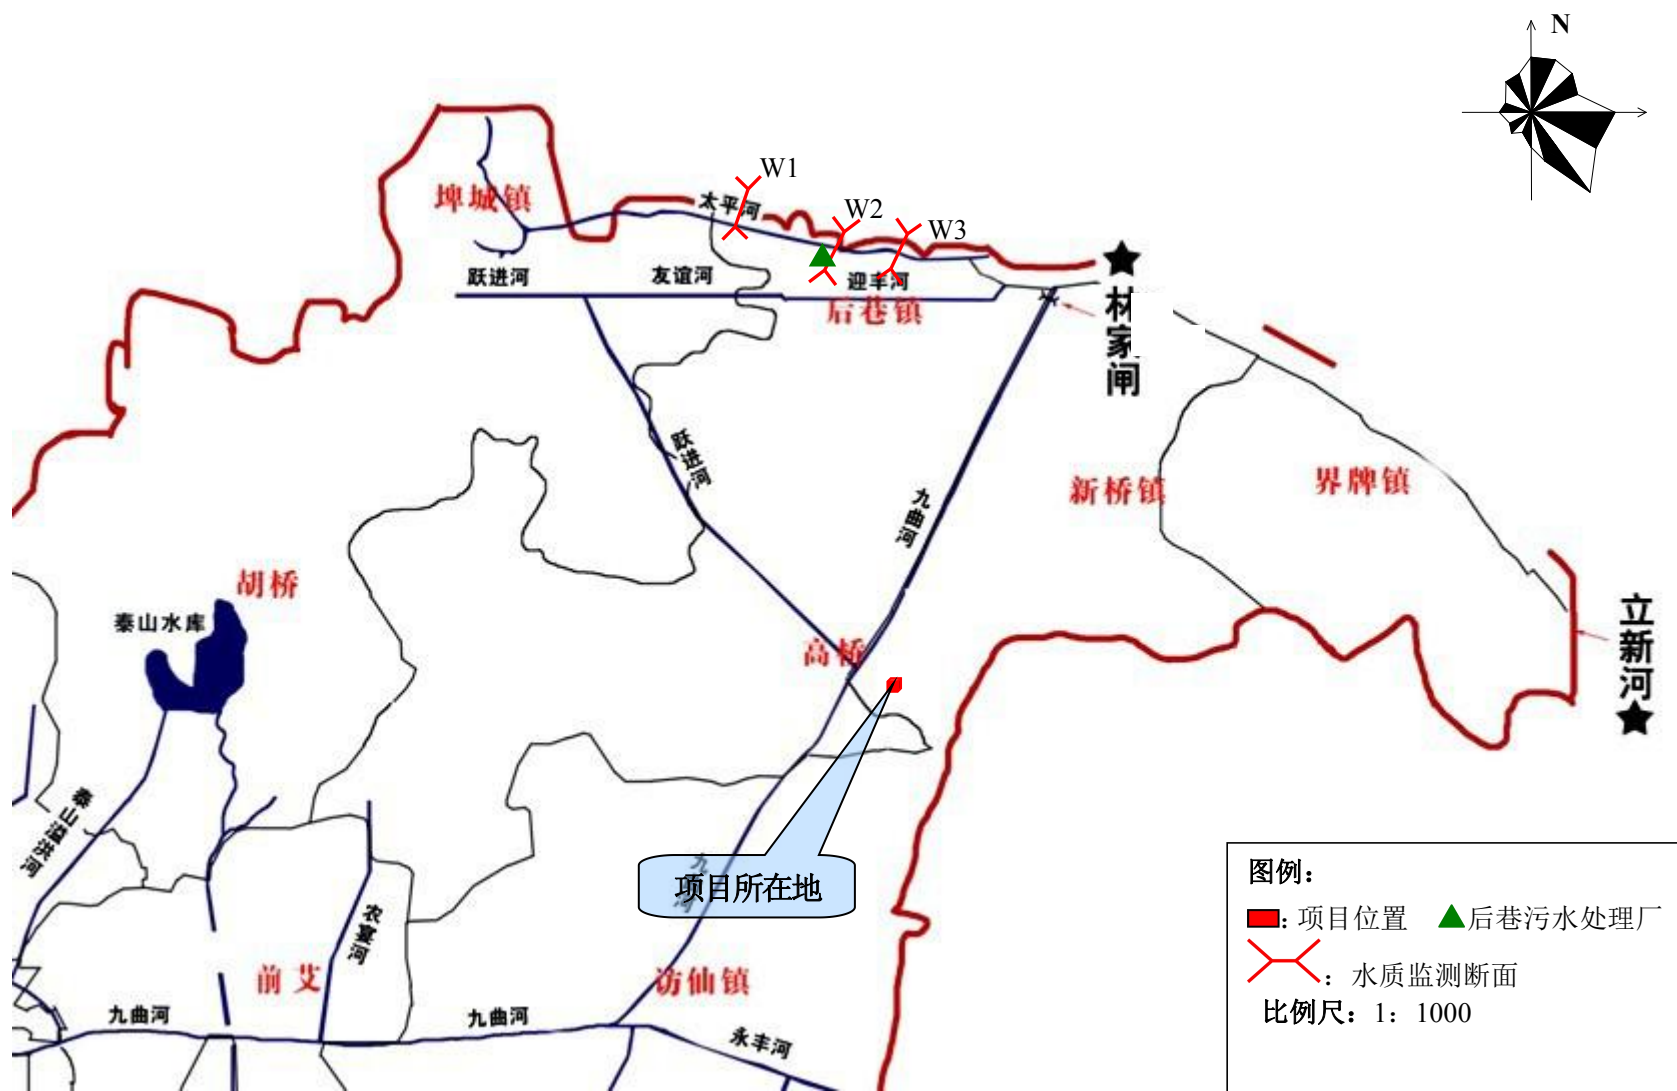 N
W1
埤城镇
太平河
W2
W3
跃进河
友谊河
迎丰河
后巷镇
林家闸
跃进河
九曲河
新桥镇
界牌镇
胡桥
泰山水库
高桥
立新河
泰山溢洪河
九曲河
项目所在地
农宴河
前艾
访仙镇
九曲河
九曲河
永丰河
图例：
：项目位置 后巷污水处理厂
：水质监测断面
比例尺：1：1000